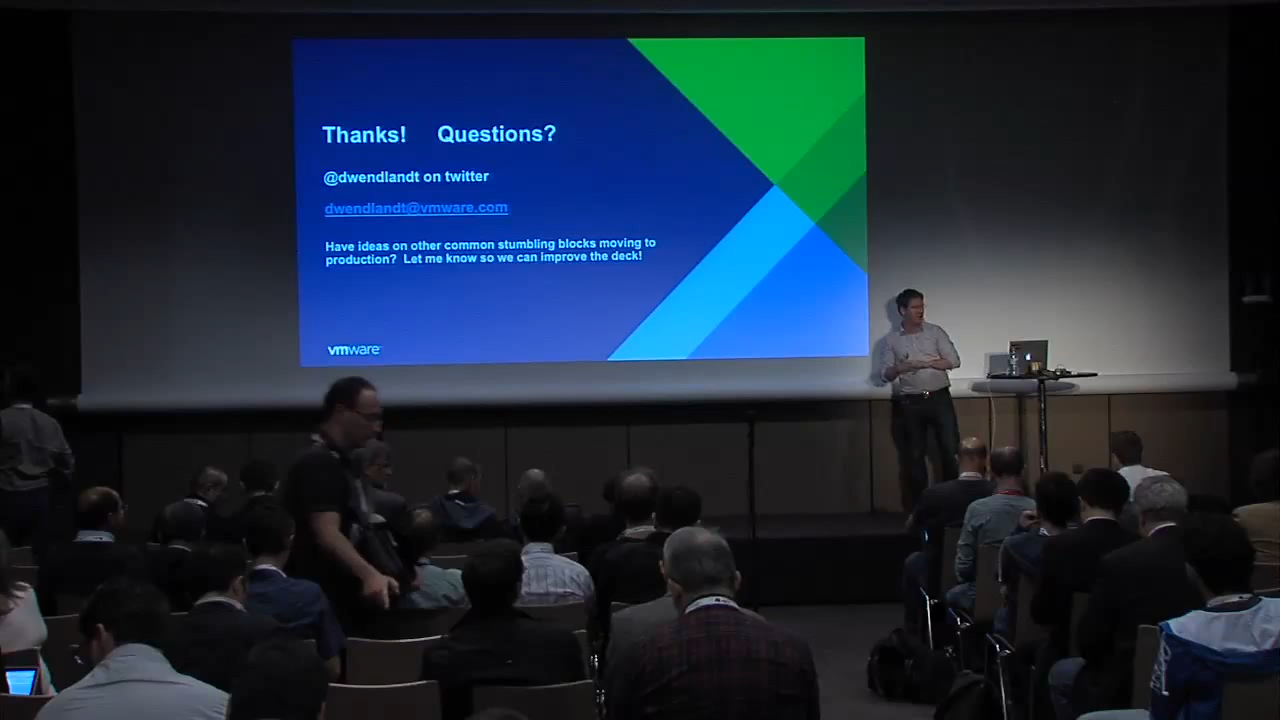 Thanks! Questions?
@dwendlandt on twitter
dwendlandt@vmware.com
Have ideas on other common stumbling blocks moving to
production? Let me know so we can improve the deck!
vmware